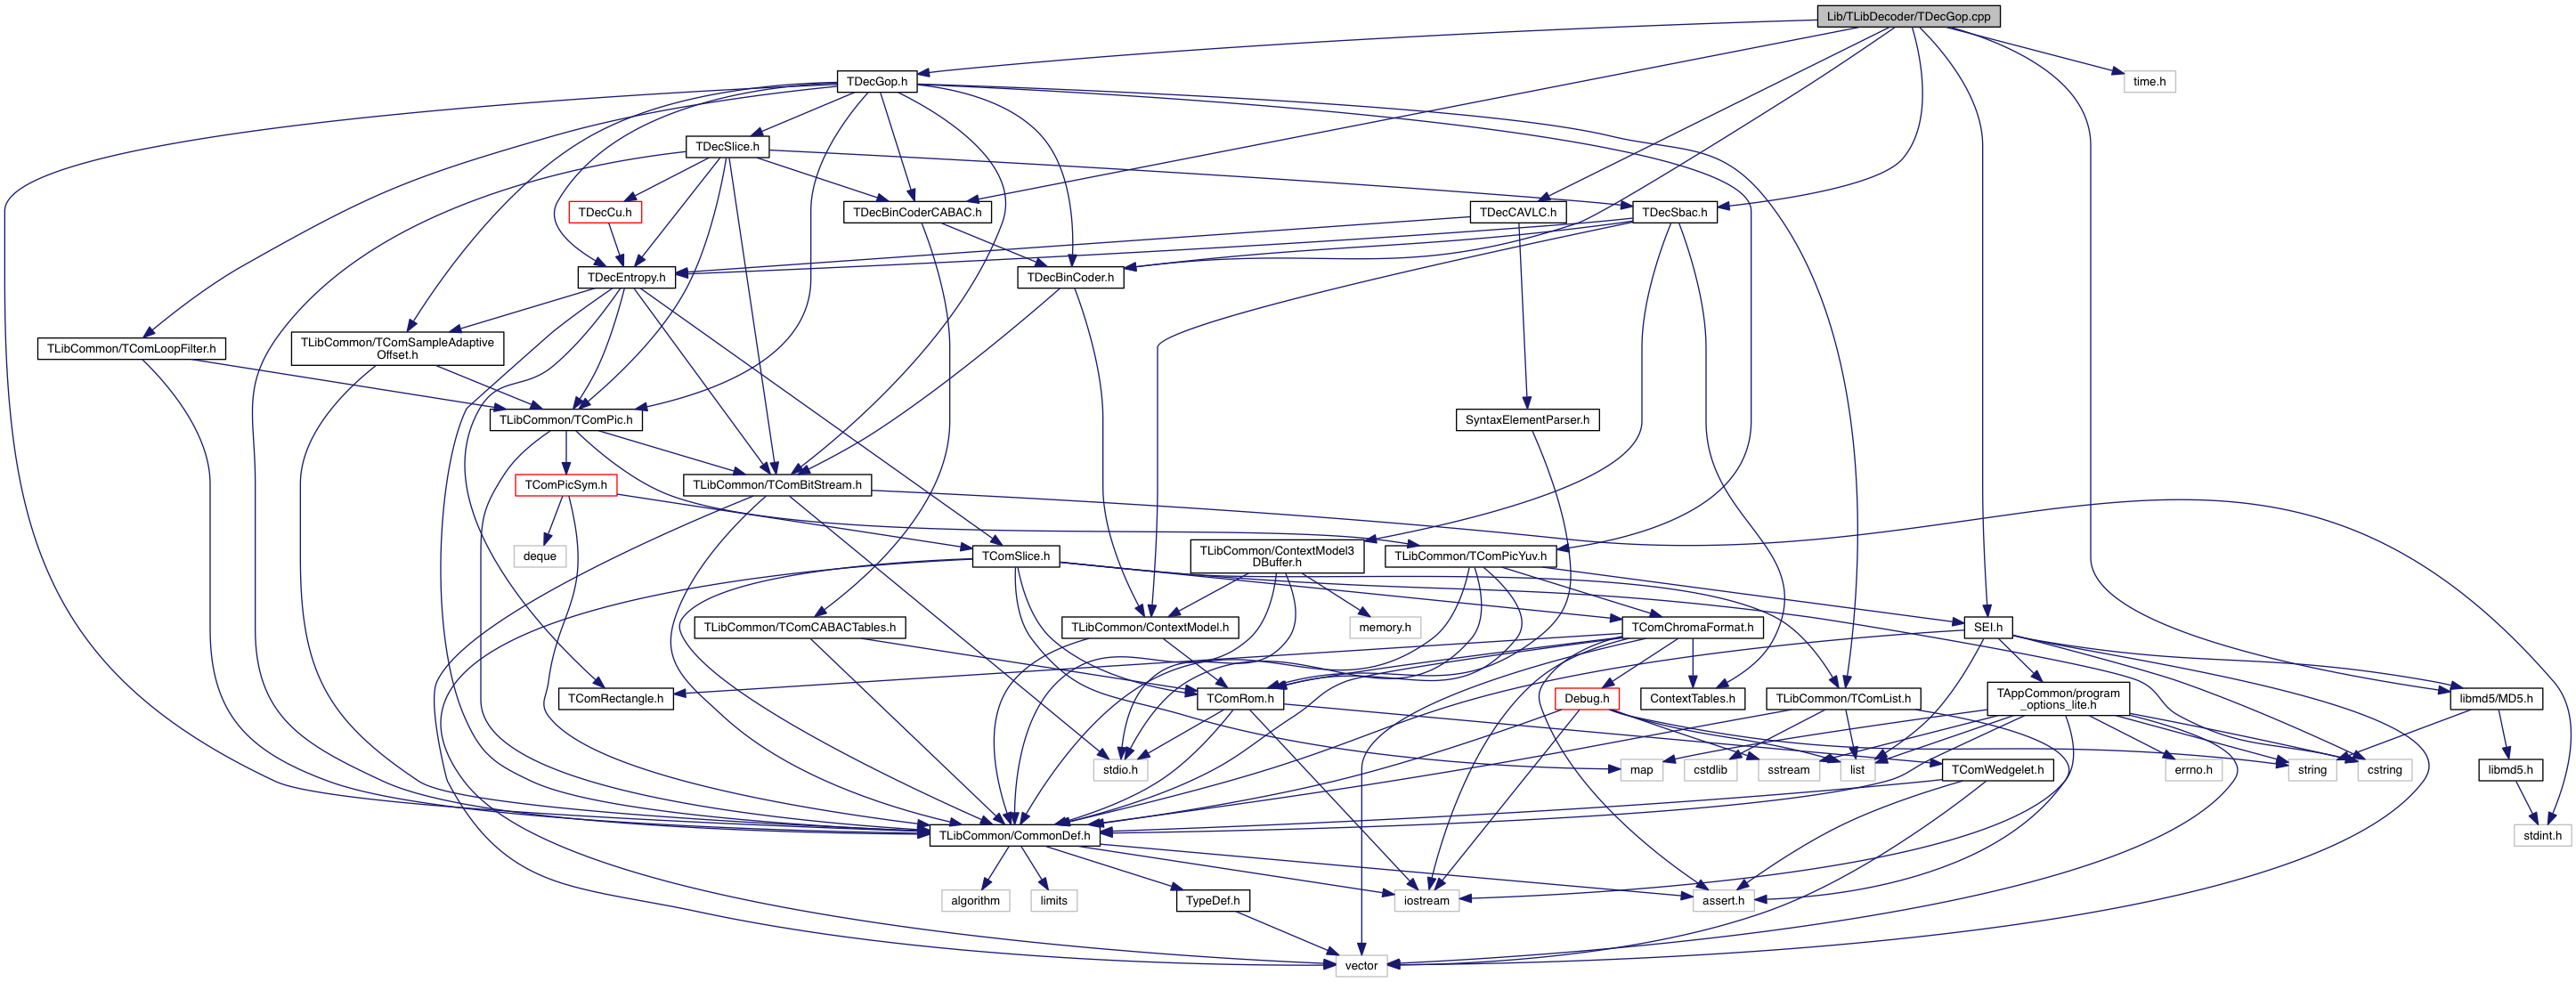 Lib/TLibDecoder/TDecGop.cpp
TDecGop.h
time.h
TDecSlice.h
TDecCu.h
TDecBinCoderCABAC.h
TDecCAVLC.h
TDecSbac.h
TDecEntropy.h
TDecBinCoder.h
TLibCommon/TComLoopFilter.h
TLibCommon/TComSampleAdaptive
Offset.h
TLibCommon/TComPic.h
SyntaxElementParser.h
TComPicSym.h
TLibCommon/TComBitStream.h
deque
TComSlice.h
TLibCommon/ContextModel3
DBuffer.h
TLibCommon/TComPicYuv.h
TLibCommon/TComCABACTables.h
TLibCommon/ContextModel.h
memory.h
TComChromaFormat.h
SEI.h
TComRectangle.h
TComRom.h
Debug.h
ContextTables.h
TLibCommon/TComList.h
TAppCommon/program
_options_lite.h
libmd5/MD5.h
stdio.h
map
cstdlib
sstream
list
TComWedgelet.h
errno.h
string
cstring
libmd5.h
TLibCommon/CommonDef.h
stdint.h
algorithm
limits
TypeDef.h
iostream
assert.h
vector